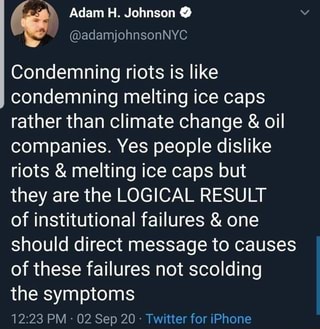 Adam H. Johnson
@adamjohnsonNYC
Condemning riots is like
condemning melting ice caps
rather than climate change & oil
companies. Yes people dislike
riots & melting ice caps but
they are the LOGICAL RESULT
of institutional failures & one
should direct message to causes
of these failures not scolding
the symptoms
12:23 PM · 02 Sep 20 · Twitter for iPhone